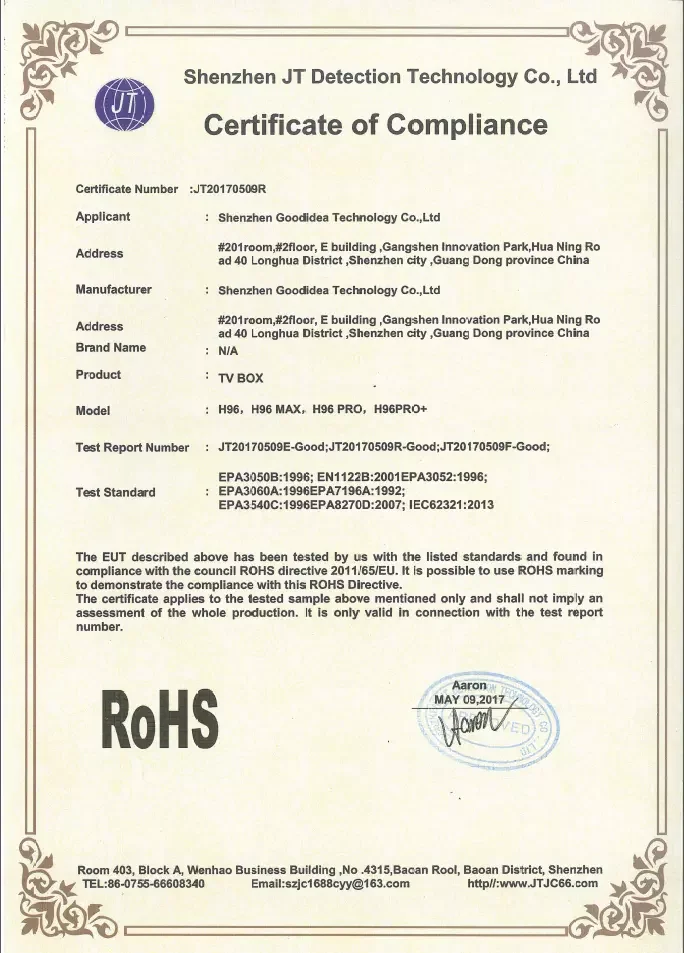 JT
Shenzhen JT Detection Technology Co., Ltd
Certificate of Compliance
Certificate Number :JT20170509R
Applicant : Shenzhen Goodidea Technology Co.,Ltd
Address
#201room,#2floor, E building ,Gangshen Innovation Park,Hua Ning Ro
ad 40 Longhua District ,Shenzhen city ,Guang Dong province China
Manufacturer : Shenzhen Goodidea Technology Co.,Ltd
Address
#201room,#2floor, E building ,Gangshen Innovation Park,Hua Ning Ro
ad 40 Longhua District ,Shenzhen city ,Guang Dong province China
Brand Name : N/A
Product : TV BOX
Model : H96, H96 MAX, H96 PRO, H96PRO+
Test Report Number : JT20170509E-Good;JT20170509R-Good;JT20170509F-Good;
Test Standard :
EPA3050B:1996; EN1122B:2001EPA3052:1996;
EPA3060A:1996EPA7196A:1992;
EPA3540C:1996EPA8270D:2007; IEC62321:2013
The EUT described above has been tested by us with the listed standards and found in
compliance with the council ROHS directive 2011/65/EU. It is possible to use ROHS marking
to demonstrate the compliance with this ROHS Directive.
The certificate applies to the tested sample above mentioned only and shall not imply an
assessment of the whole production. It is only valid in connection with the test report
number.
RoHS
Aaron
MAY 09,2017
Aaron
TECHNOLOGY CO
LTD
Room 403, Block A, Wenhao Business Building ,No .4315,Bacan Rool, Baoan District, Shenzhen
TEL:86-0755-66608340 Email:szjc1688cyy@163.com http//:www.JTJC66.com